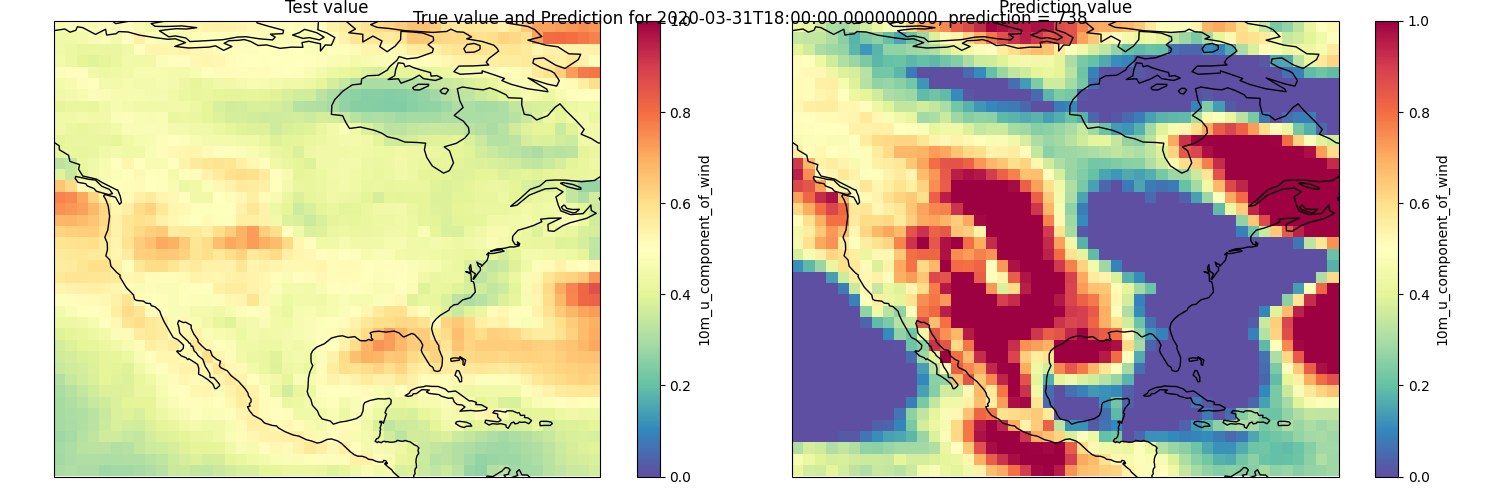 Test value
Prediction value
True value and Prediction for 2020-03-31T18:00:00.000000000, prediction = 738
1.0
0.8
0.6
0.4
0.2
0.0
10m_u_component_of_wind
1.0
0.8
0.6
0.4
0.2
0.0
10m_u_component_of_wind